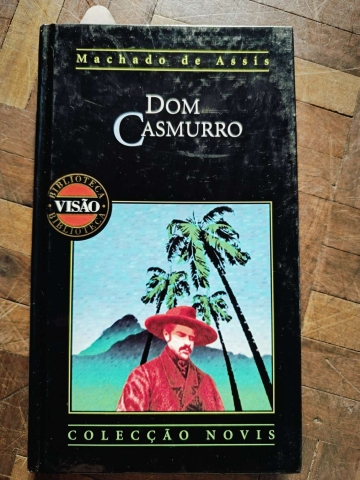 Machado de Assis
DOM
CASMURRO
BIBLIOTECA
VISÃO
BIBLIOTECA
COLECÇÃO NOVIS